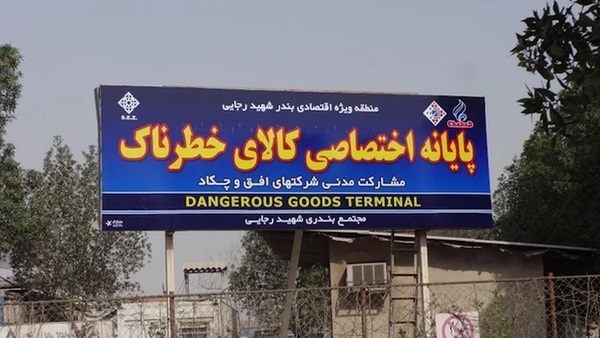 منطقه ویژه اقتصادی بندر شهید رجایی
S.E.Z.
پایانه اختصاصی کالای خطرناک
مشارکت مدنی شرکتهای افق و چکاد
DANGEROUS GOODS TERMINAL
مجتمع بندری شهید رجایی